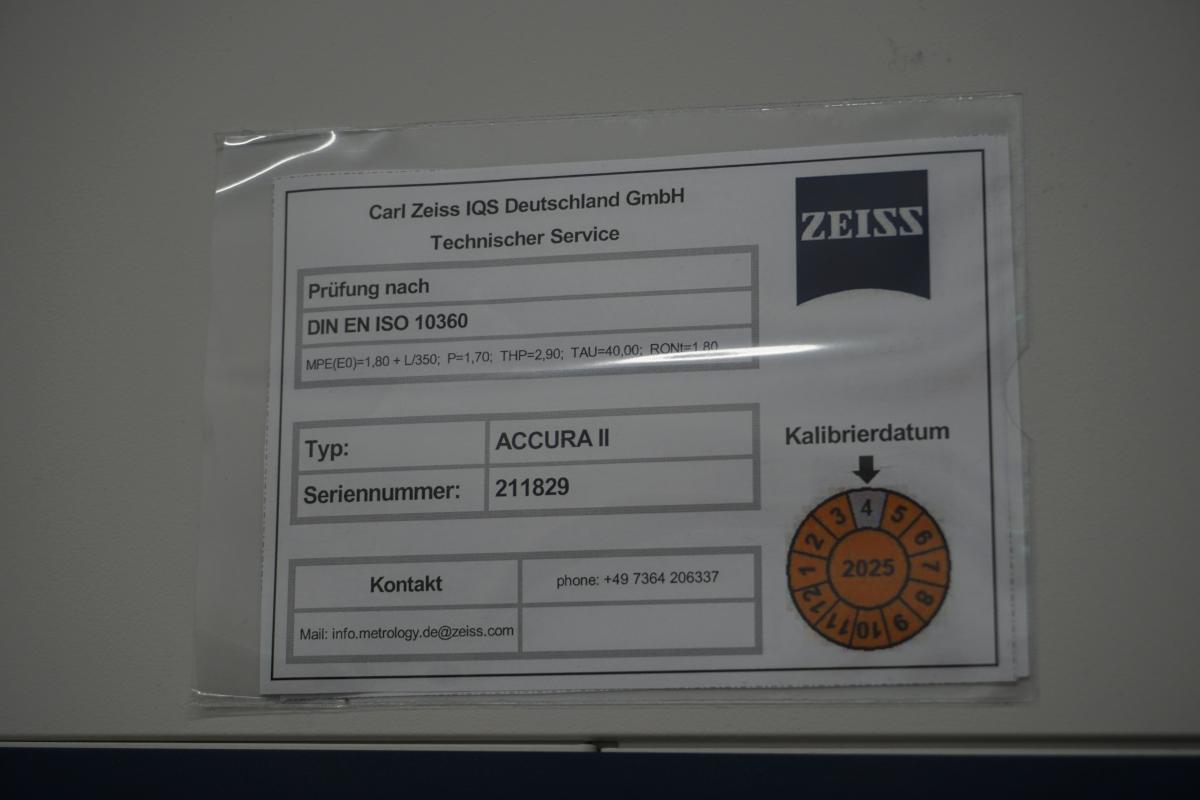 Carl Zeiss IQS Deutschland GmbH
Technischer Service
ZEISS
Prüfung nach
DIN EN ISO 10360
MPE(E0)=1,80 + L/350; P=1,70; THP=2,90; TAU=40,00; RONt=1,80
Typ: ACCURA II
Seriennummer: 211829
Kalibrierdatum
1 2 3 4 5 6 7 8 9 10 11 12
2025
Kontakt phone: +49 7364 206337
Mail: info.metrology.de@zeiss.com